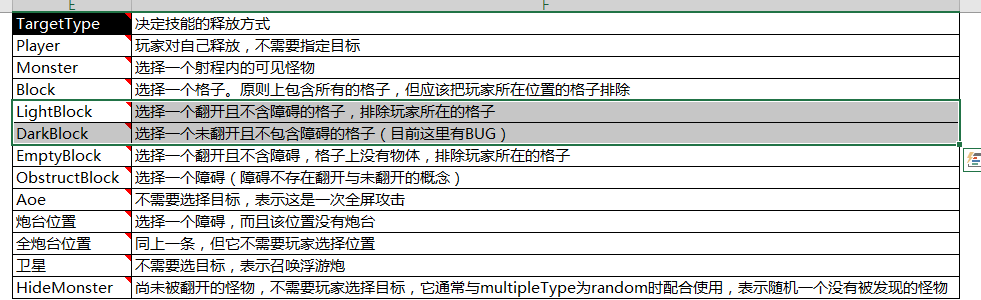 E F
TargetType 决定技能的释放方式
Player 玩家对自己释放，不需要指定目标
Monster 选择一个射程内的可见怪物
Block 选择一个格子。原则上包含所有的格子，但应该把玩家所在位置的格子排除
LightBlock 选择一个翻开且不含障碍的格子，排除玩家所在的格子
DarkBlock 选择一个未翻开且不包含障碍的格子（目前这里有BUG）
EmptyBlock 选择一个翻开且不含障碍，格子上没有物体，排除玩家所在的格子
ObstructBlock 选择一个障碍（障碍不存在翻开与未翻开的概念）
Aoe 不需要选择目标，表示这是一次全屏攻击
炮台位置 选择一个障碍，而且该位置没有炮台
全炮台位置 同上一条，但它不需要玩家选择位置
卫星 不需要选目标，表示召唤浮游炮
HideMonster 尚未被翻开的怪物，不需要玩家选择目标，它通常与multipleType为random时配合使用，表示随机一个没有被发现的怪物